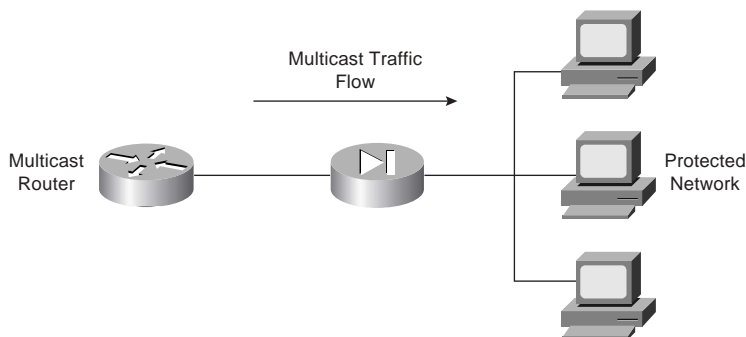 Multicast Traffic
Flow
Multicast
Router
Protected
Network